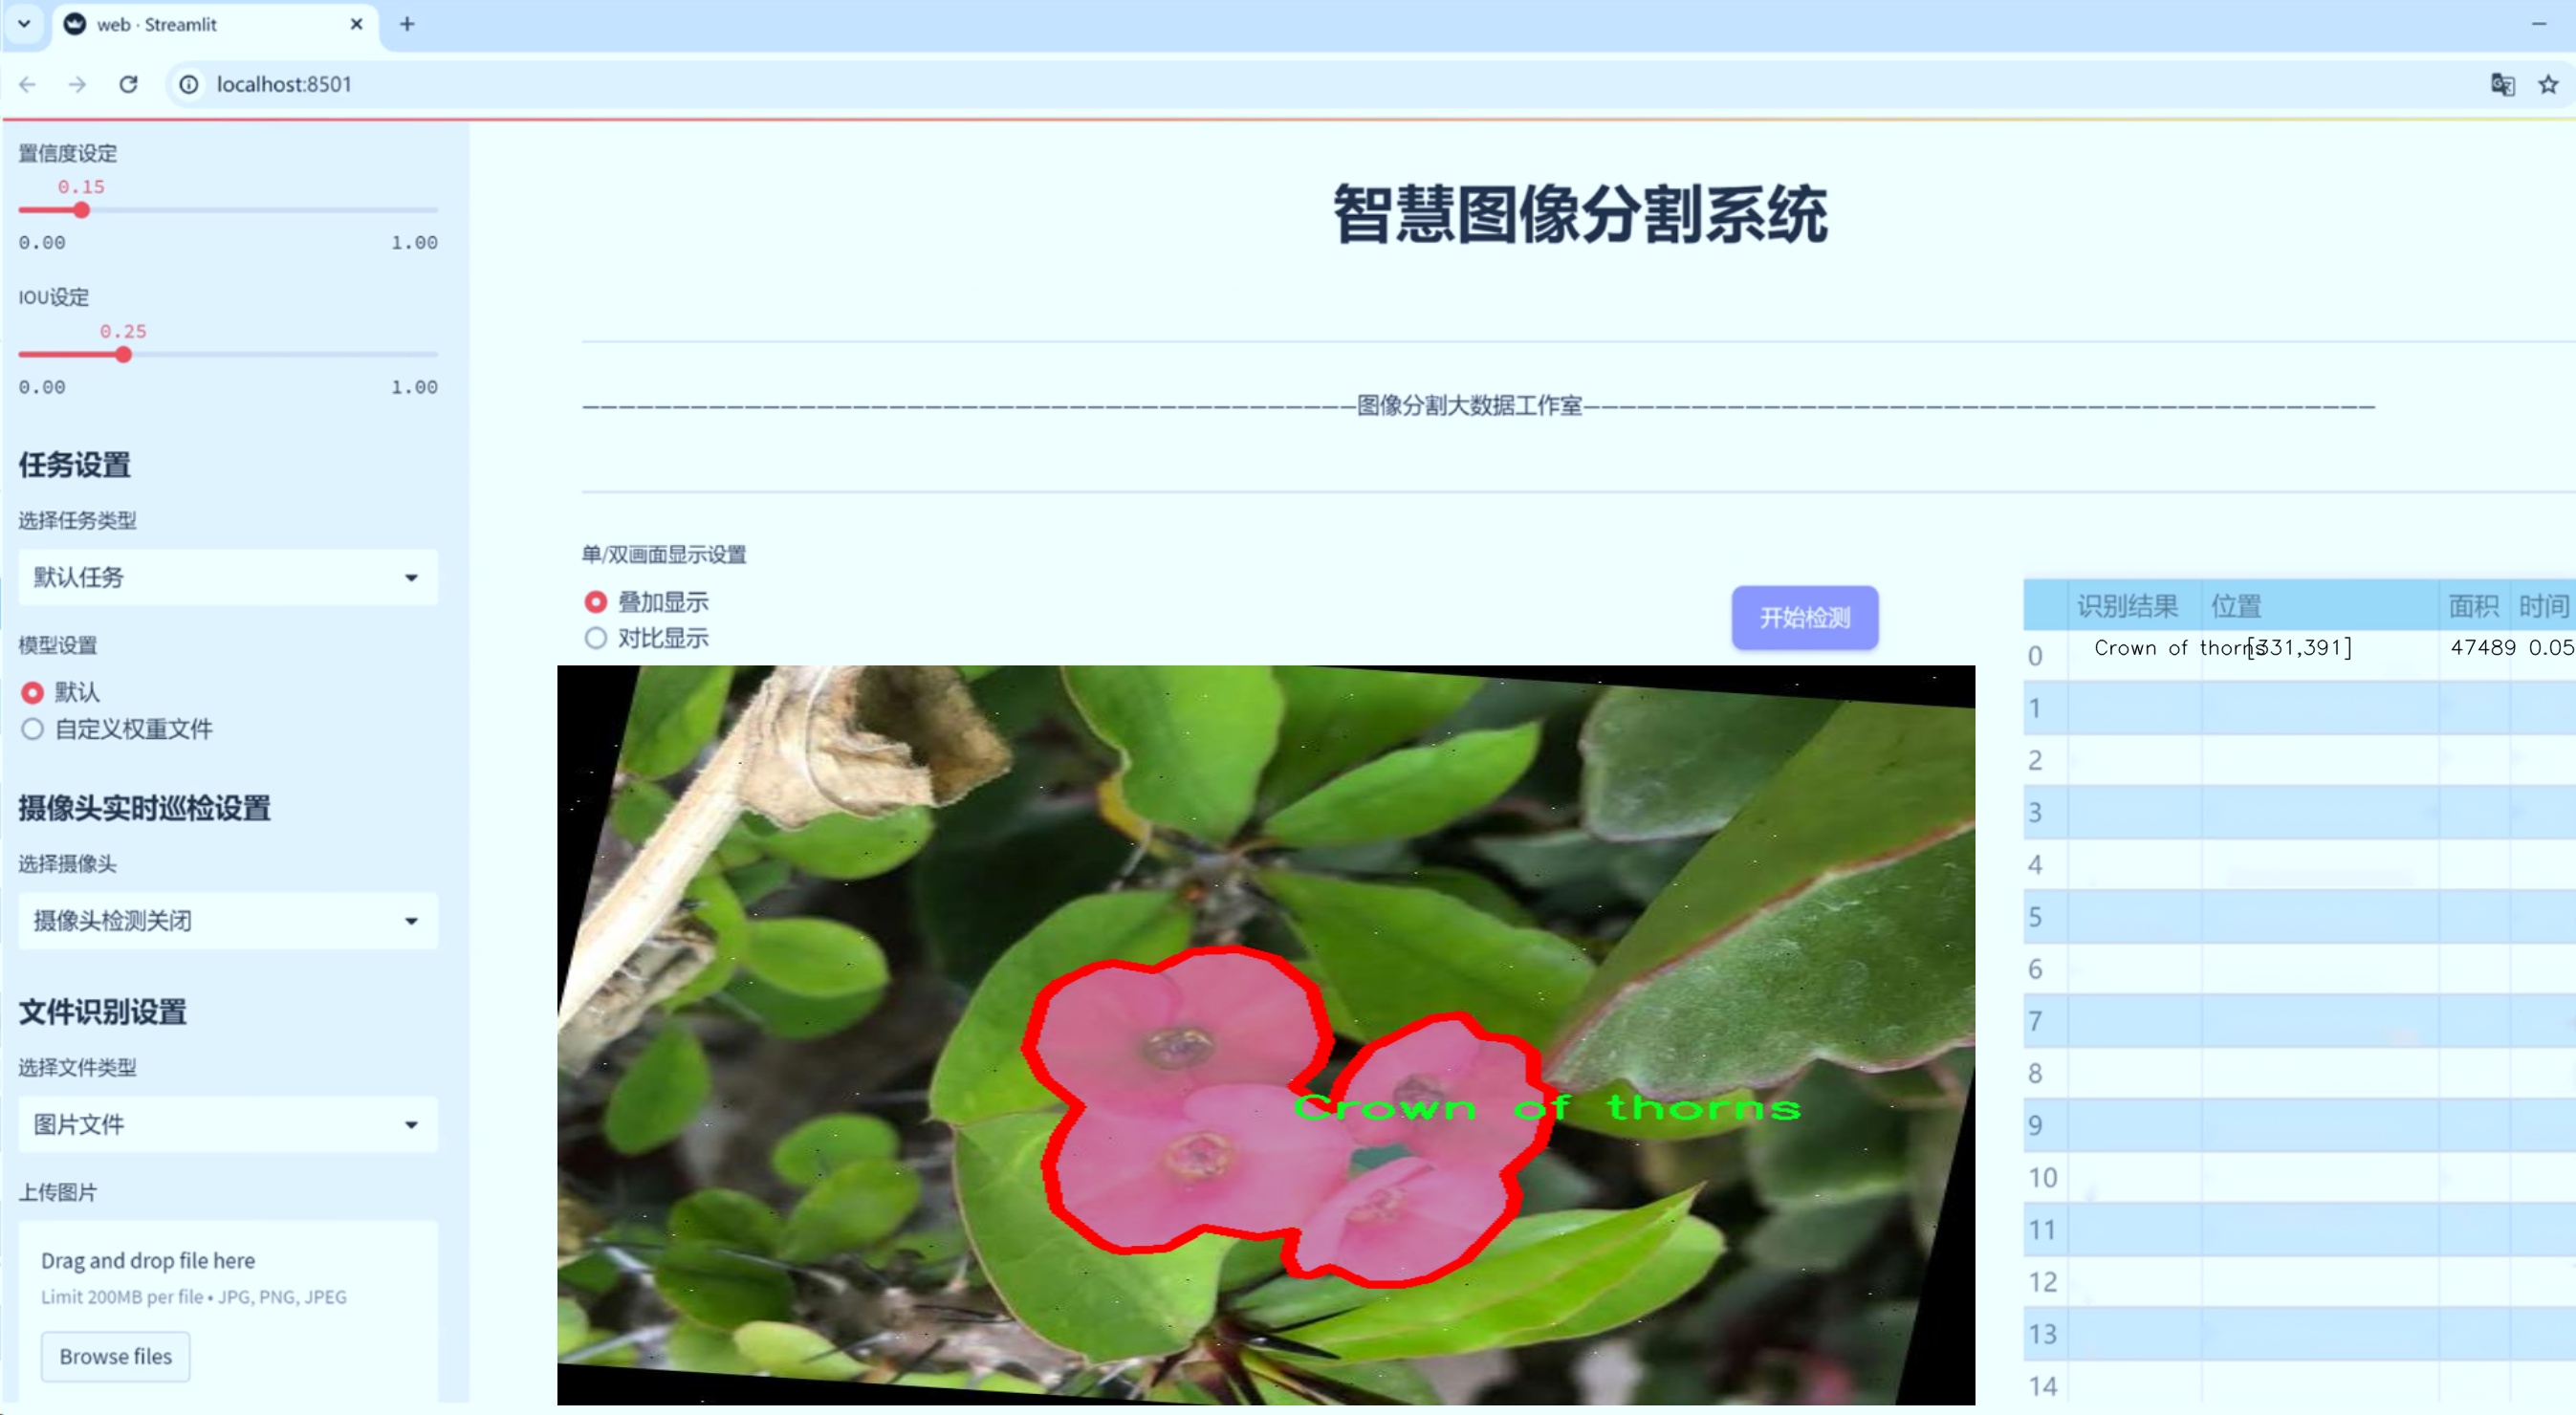 web · Streamlit
localhost:8501
置信度设定
0.15
0.00 1.00
IOU设定
0.25
0.00 1.00
任务设置
选择任务类型
默认任务
模型设置
默认
自定义权重文件
摄像头实时巡检设置
选择摄像头
摄像头检测关闭
文件识别设置
选择文件类型
图片文件
上传图片
Drag and drop file here
Limit 200MB per file • JPG, PNG, JPEG
Browse files
智慧图像分割系统
图像分割大数据工作室
单/双画面显示设置
叠加显示
对比显示
开始检测
Crown of thorns
识别结果 位置 面积 时间
0 Crown of thorns [331,391] 47489 0.05
1
2
3
4
5
6
7
8
9
10
11
12
13
14